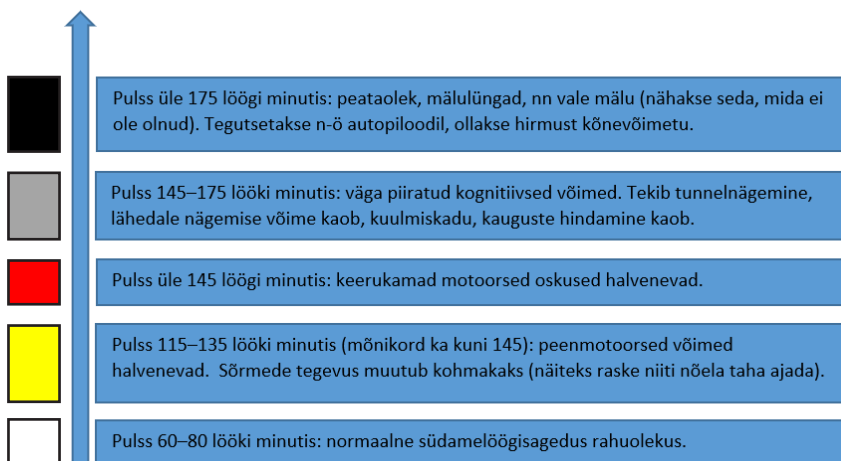 Pulss üle 175 löögi minutis: peataolek, mälulüngad, nn vale mälu (nähakse seda, mida ei
ole olnud). Tegutsetakse n-ö autopiloodil, ollakse hirmust kõnevõimetu.
Pulss 145–175 lööki minutis: väga piiratud kognitiivsed võimed. Tekib tunnelnägemine,
lähedale nägemise võime kaob, kuulmiskadu, kauguste hindamine kaob.
Pulss üle 145 löögi minutis: keerukamad motoorsed oskused halvenevad.
Pulss 115–135 lööki minutis (mõnikord ka kuni 145): peenmotoorsed võimed
halvenevad. Sõrmede tegevus muutub kohmakaks (näiteks raske niiti nõela taha ajada).
Pulss 60–80 lööki minutis: normaalne südamelöögisagedus rahuolekus.